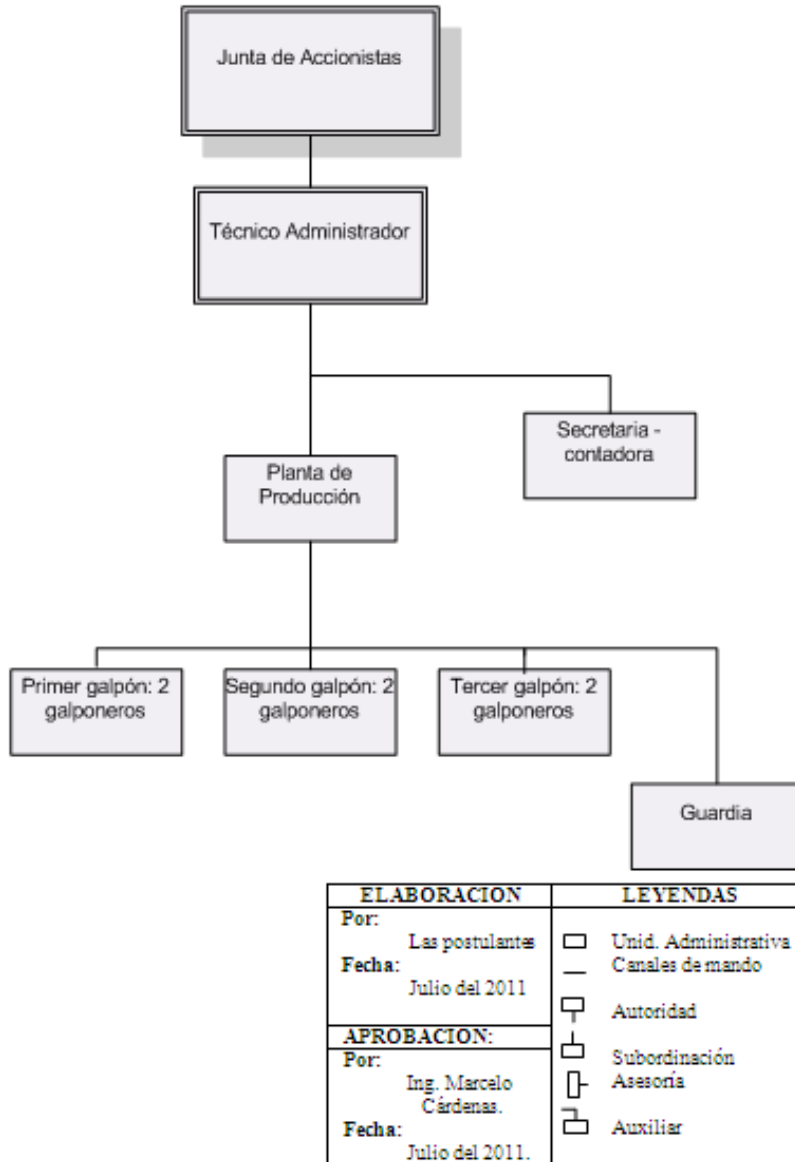 Junta de Accionistas
Técnico Administrador
Secretaria -
contadora
Planta de
Producción
Primer galpón: 2
galponeros
Segundo galpón: 2
galponeros
Tercer galpón: 2
galponeros
Guardia
ELABORACION
Por:
Las postulantes
Fecha:
Julio del 2011
APROBACION:
Por:
Ing. Marcelo
Cárdenas.
Fecha:
Julio del 2011.
LEYENDAS
Unid. Administrativa
Canales de mando
Autoridad
Subordinación
Asesoría
Auxiliar